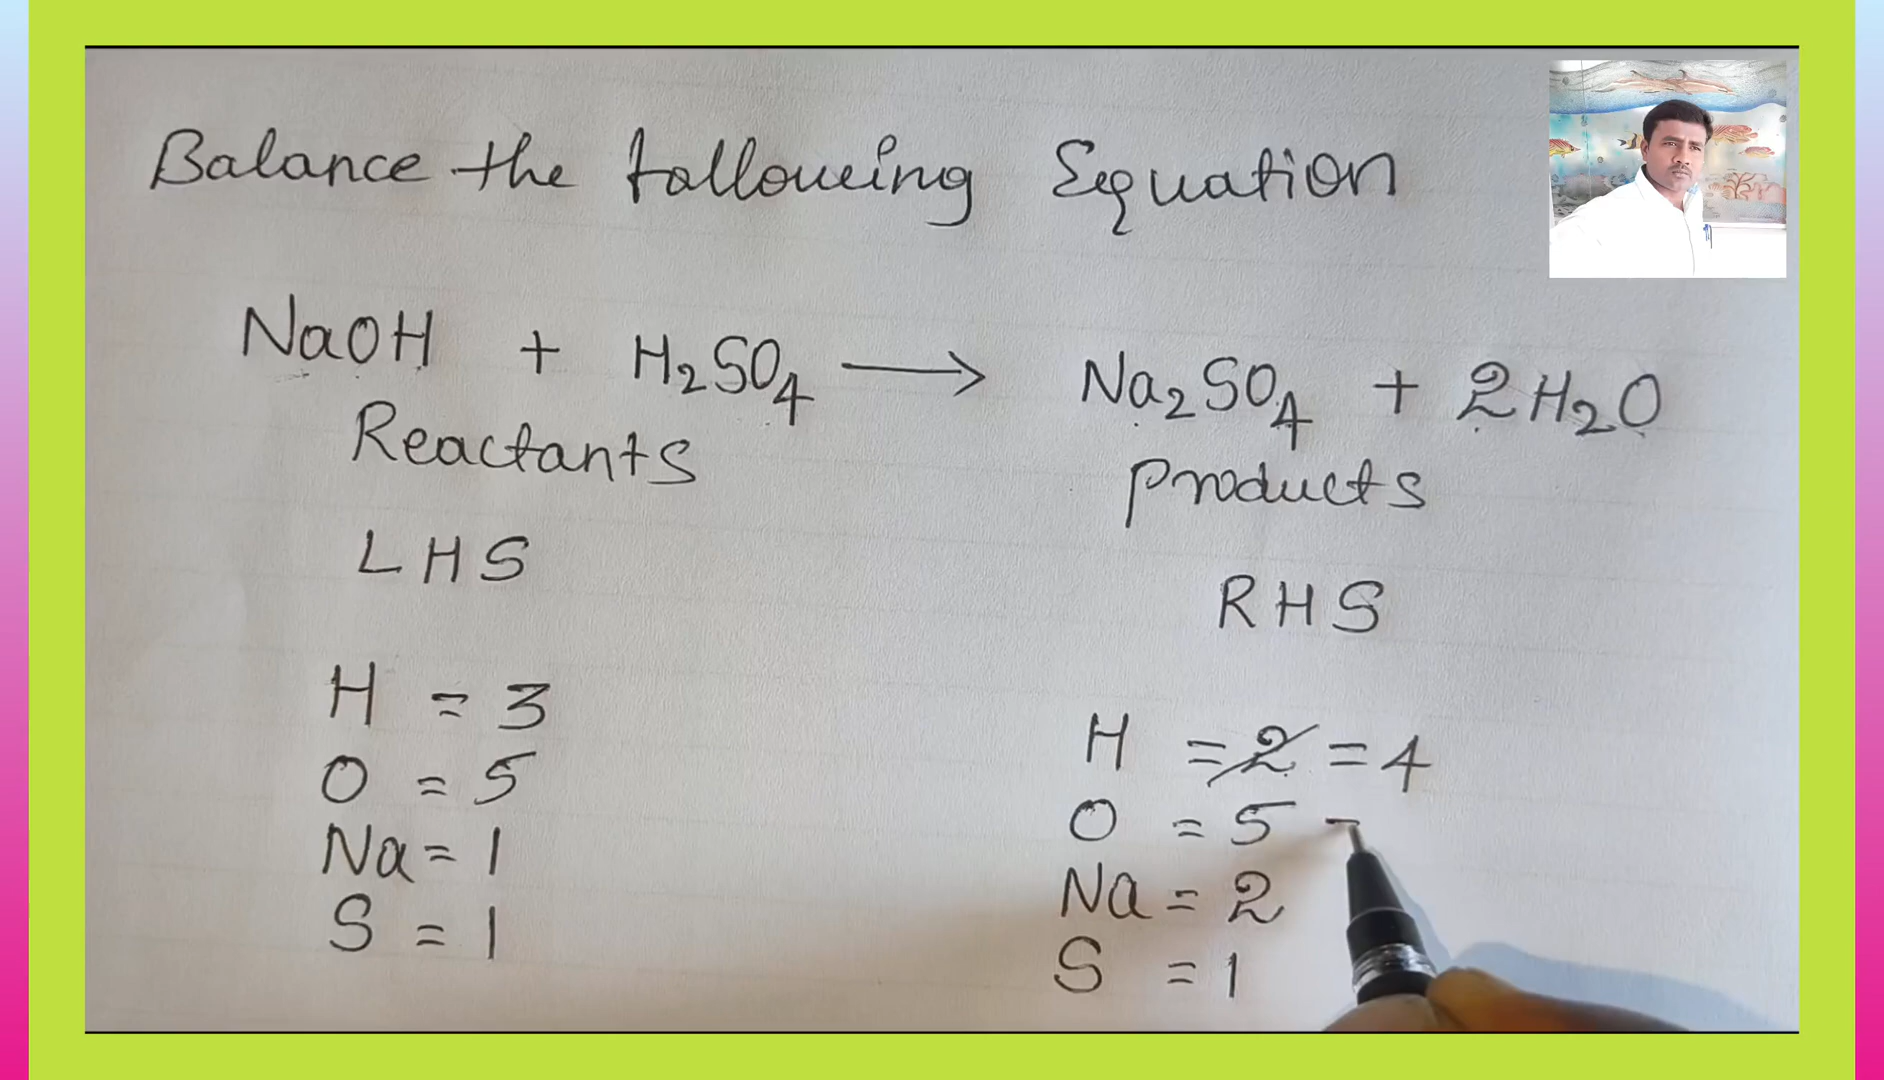 Balance the following Equation
NaOH + H₂SO₄ → Na₂SO₄ + 2H₂O
Reactants products
LHS RHS
H = 3
O = 5
Na = 1
S = 1
H = 2 = 4
O = 5 =
Na = 2
S = 1